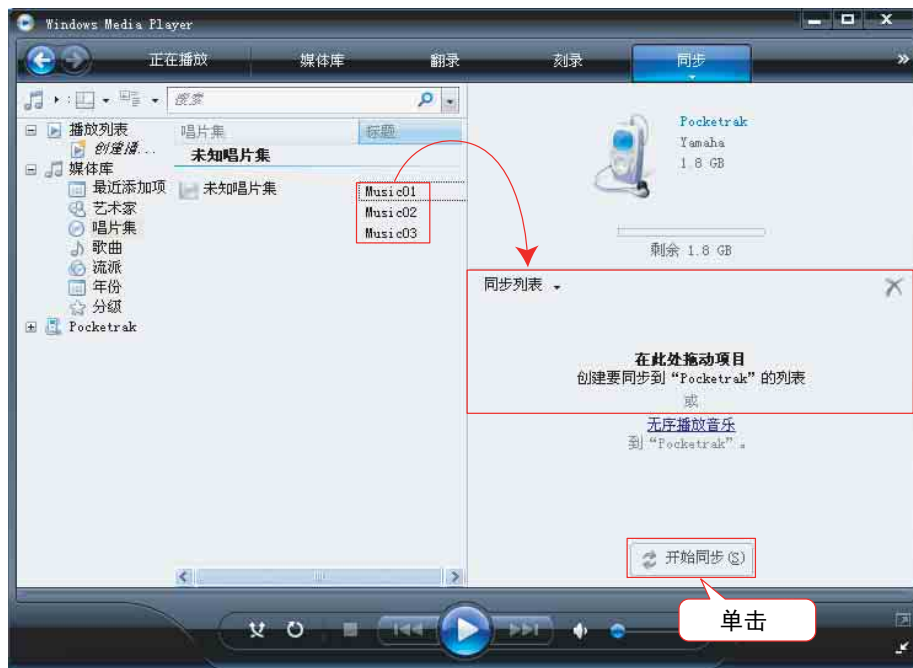 Windows Media Player
正在播放 媒体库 翻录 刻录 同步 »
搜索
播放列表
创建播...
媒体库
最近添加项
艺术家
唱片集
歌曲
流派
年份
分级
Pocketrak
唱片集 标题
未知唱片集
未知唱片集
Music01
Music02
Music03
Pocketrak
Yamaha
1.8 GB
剩余 1.8 GB
同步列表
在此处拖动项目
创建要同步到“Pocketrak”的列表
或
无序播放音乐
到“Pocketrak”。
开始同步(S)
单击